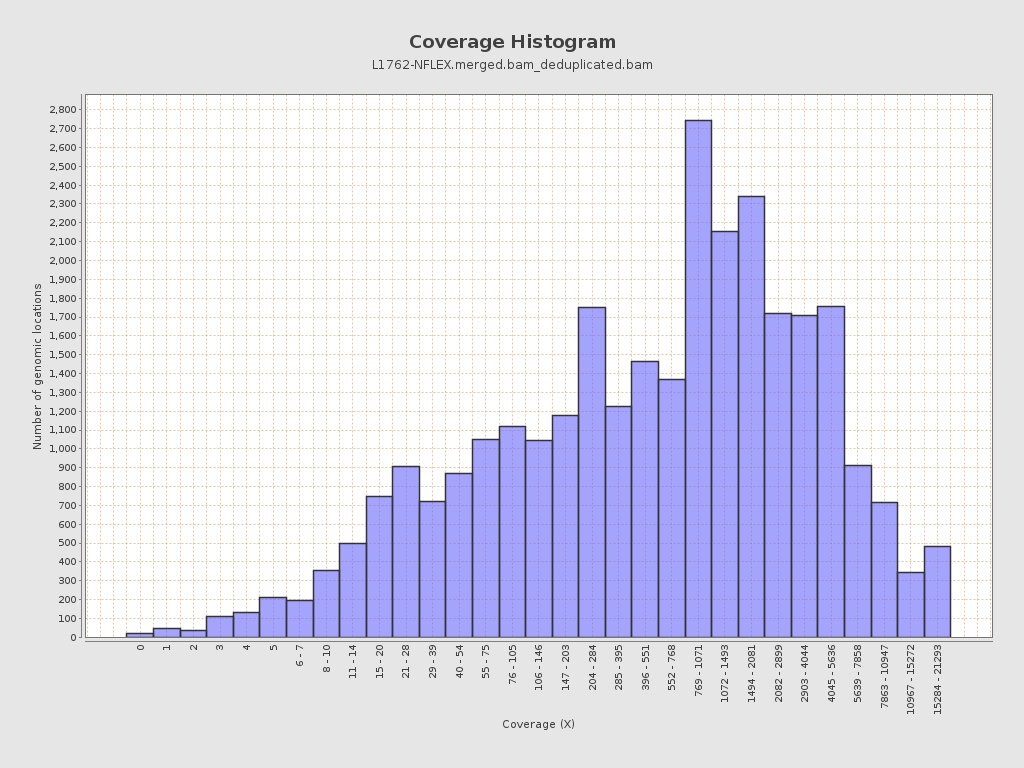 Coverage Histogram
L1762-NFLEX.merged.bam_deduplicated.bam
Number of genomic locations
2,800
2,700
2,600
2,500
2,400
2,300
2,200
2,100
2,000
1,900
1,800
1,700
1,600
1,500
1,400
1,300
1,200
1,100
1,000
900
800
700
600
500
400
300
200
100
0
0
1
2
3
4
5
6 - 7
8 - 10
11 - 14
15 - 20
21 - 28
29 - 39
40 - 54
55 - 75
76 - 105
106 - 146
147 - 203
204 - 284
285 - 395
396 - 551
552 - 768
769 - 1071
1072 - 1493
1494 - 2081
2082 - 2899
2903 - 4044
4045 - 5636
5639 - 7858
7863 - 10947
10967 - 15272
15284 - 21293
Coverage (X)